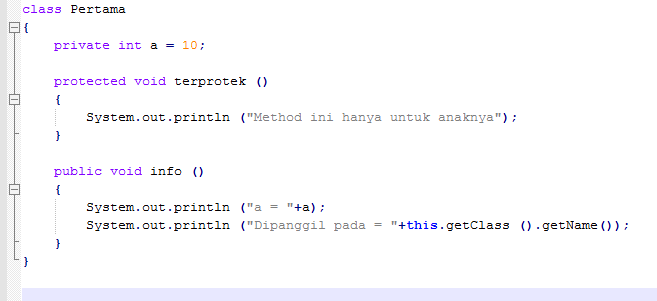 class Pertama
{
    private int a = 10;
    protected void terprotek ()
    {
        System.out.println ("Method ini hanya untuk anaknya");
    }
    public void info ()
    {
        System.out.println ("a = "+a);
        System.out.println ("Dipanggil pada = "+this.getClass ().getName());
    }
}